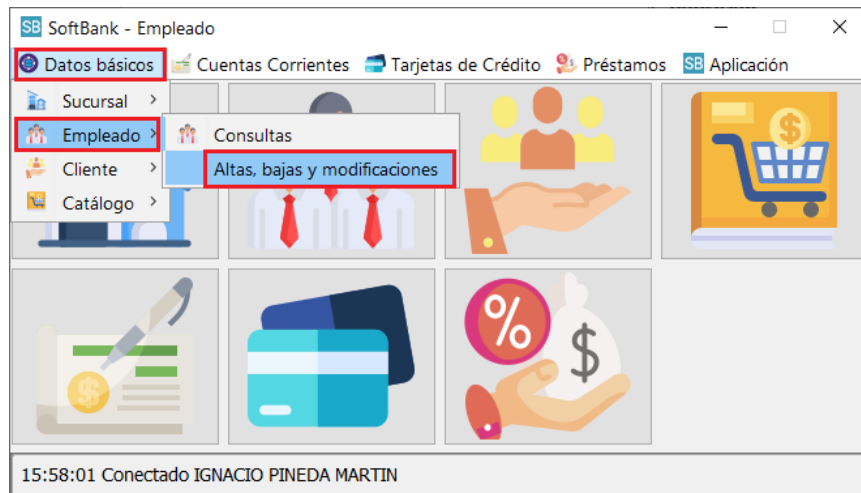 SB SoftBank - Empleado
Datos básicos Cuentas Corrientes Tarjetas de Crédito Préstamos SB Aplicación
Sucursal
Empleado Consultas
Cliente Altas, bajas y modificaciones
Catálogo
$
$ % $
15:58:01 Conectado IGNACIO PINEDA MARTIN